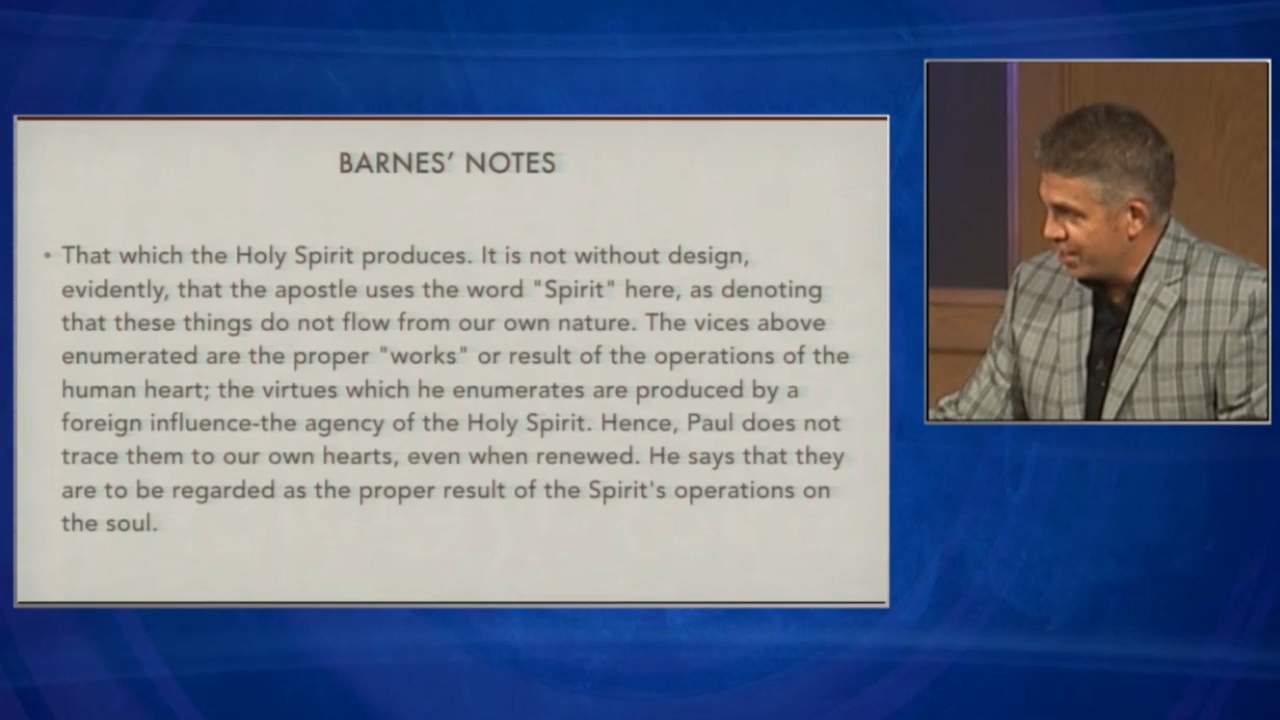 BARNES’ NOTES
• That which the Holy Spirit produces. It is not without design,
evidently, that the apostle uses the word "Spirit" here, as denoting
that these things do not flow from our own nature. The vices above
enumerated are the proper "works" or result of the operations of the
human heart; the virtues which he enumerates are produced by a
foreign influence-the agency of the Holy Spirit. Hence, Paul does not
trace them to our own hearts, even when renewed. He says that they
are to be regarded as the proper result of the Spirit's operations on
the soul.